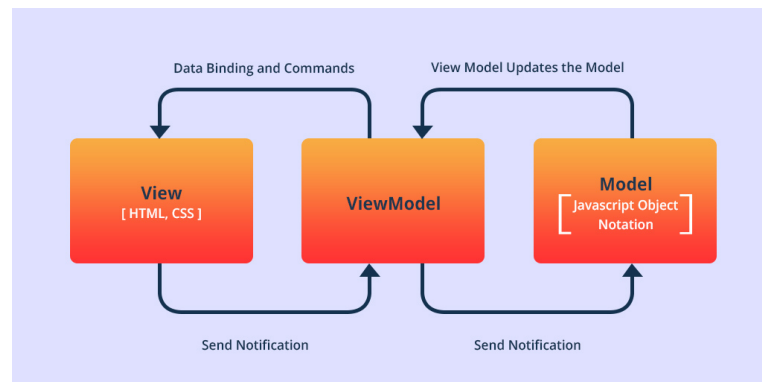 Data Binding and Commands
View Model Updates the Model
View
[ HTML, CSS ]
ViewModel
Model
[Javascript Object
Notation]
Send Notification
Send Notification